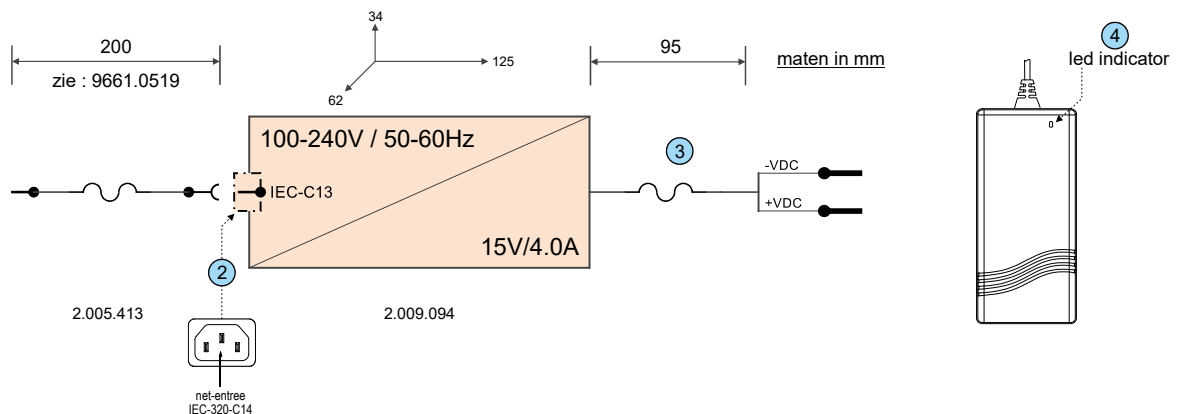 34
200
zie : 9661.0519
125
62
95
maten in mm
4
led indicator
100-240V / 50-60Hz
3
IEC-C13
-VDC
+VDC
15V/4.0A
2
2.005.413
2.009.094
net-entree
IEC-320-C14